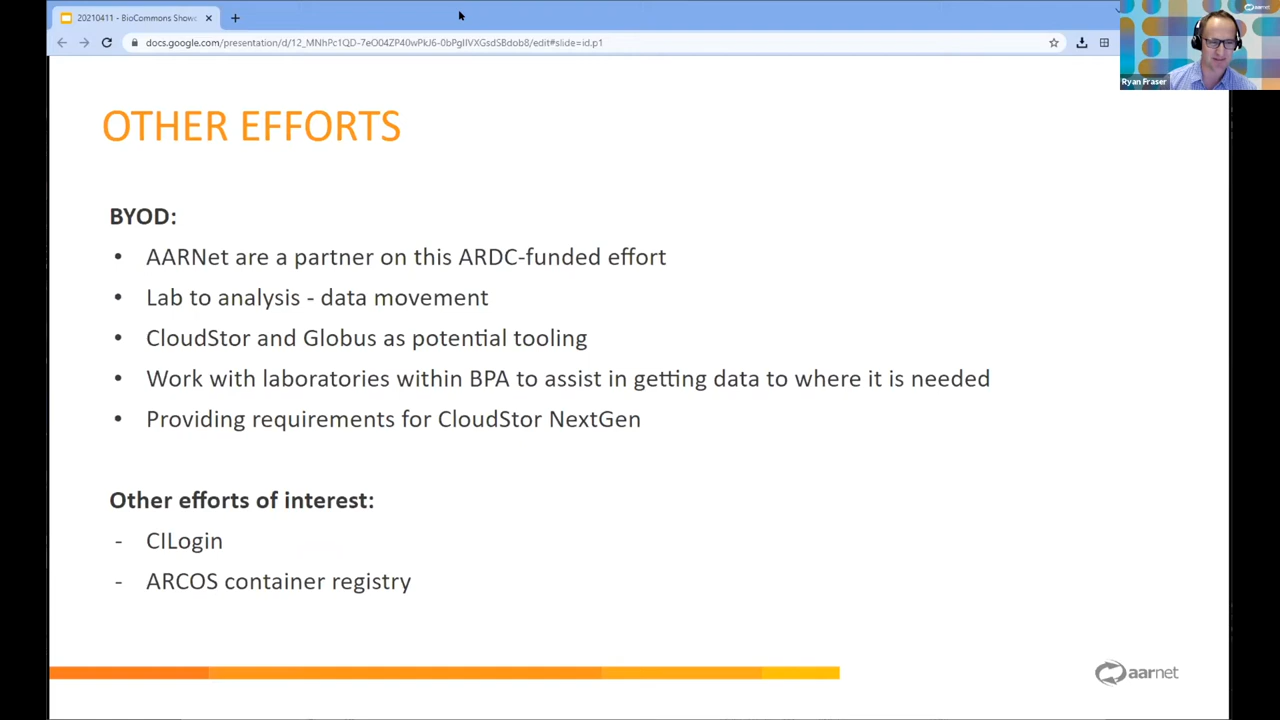 20210411 - BioCommons Showc
docs.google.com/presentation/d/12_MNhPc1QD-7eO04ZP40wPkJ6-0bPglIVXGsdSBdob8/edit#slide=id.p1
Ryan Fraser
OTHER EFFORTS
BYOD:
• AARNet are a partner on this ARDC-funded effort
• Lab to analysis - data movement
• CloudStor and Globus as potential tooling
• Work with laboratories within BPA to assist in getting data to where it is needed
• Providing requirements for CloudStor NextGen
Other efforts of interest:
- CILogin
- ARCOS container registry
aarnet